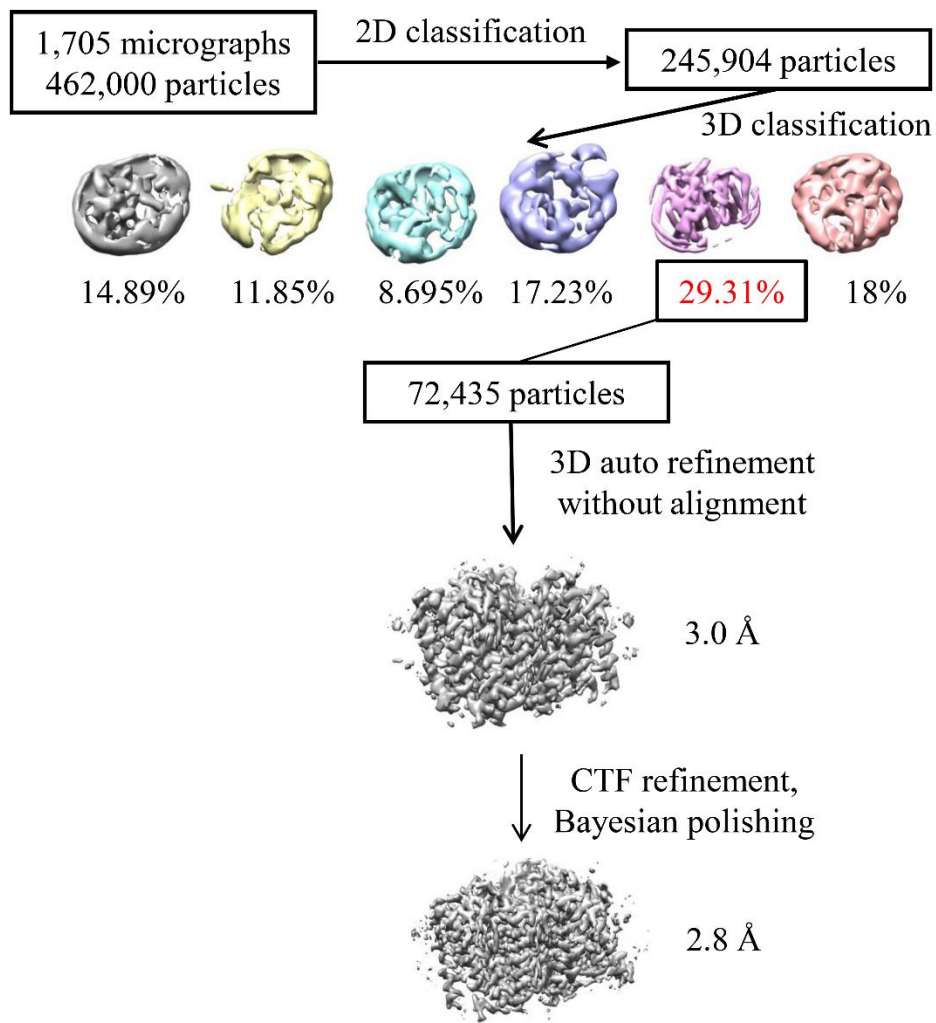 1,705 micrographs
462,000 particles
2D classification
245,904 particles
3D classification
14.89%
11.85%
8.695%
17.23%
29.31%
18%
72,435 particles
3D auto refinement
without alignment
3.0 Å
CTF refinement,
Bayesian polishing
2.8 Å